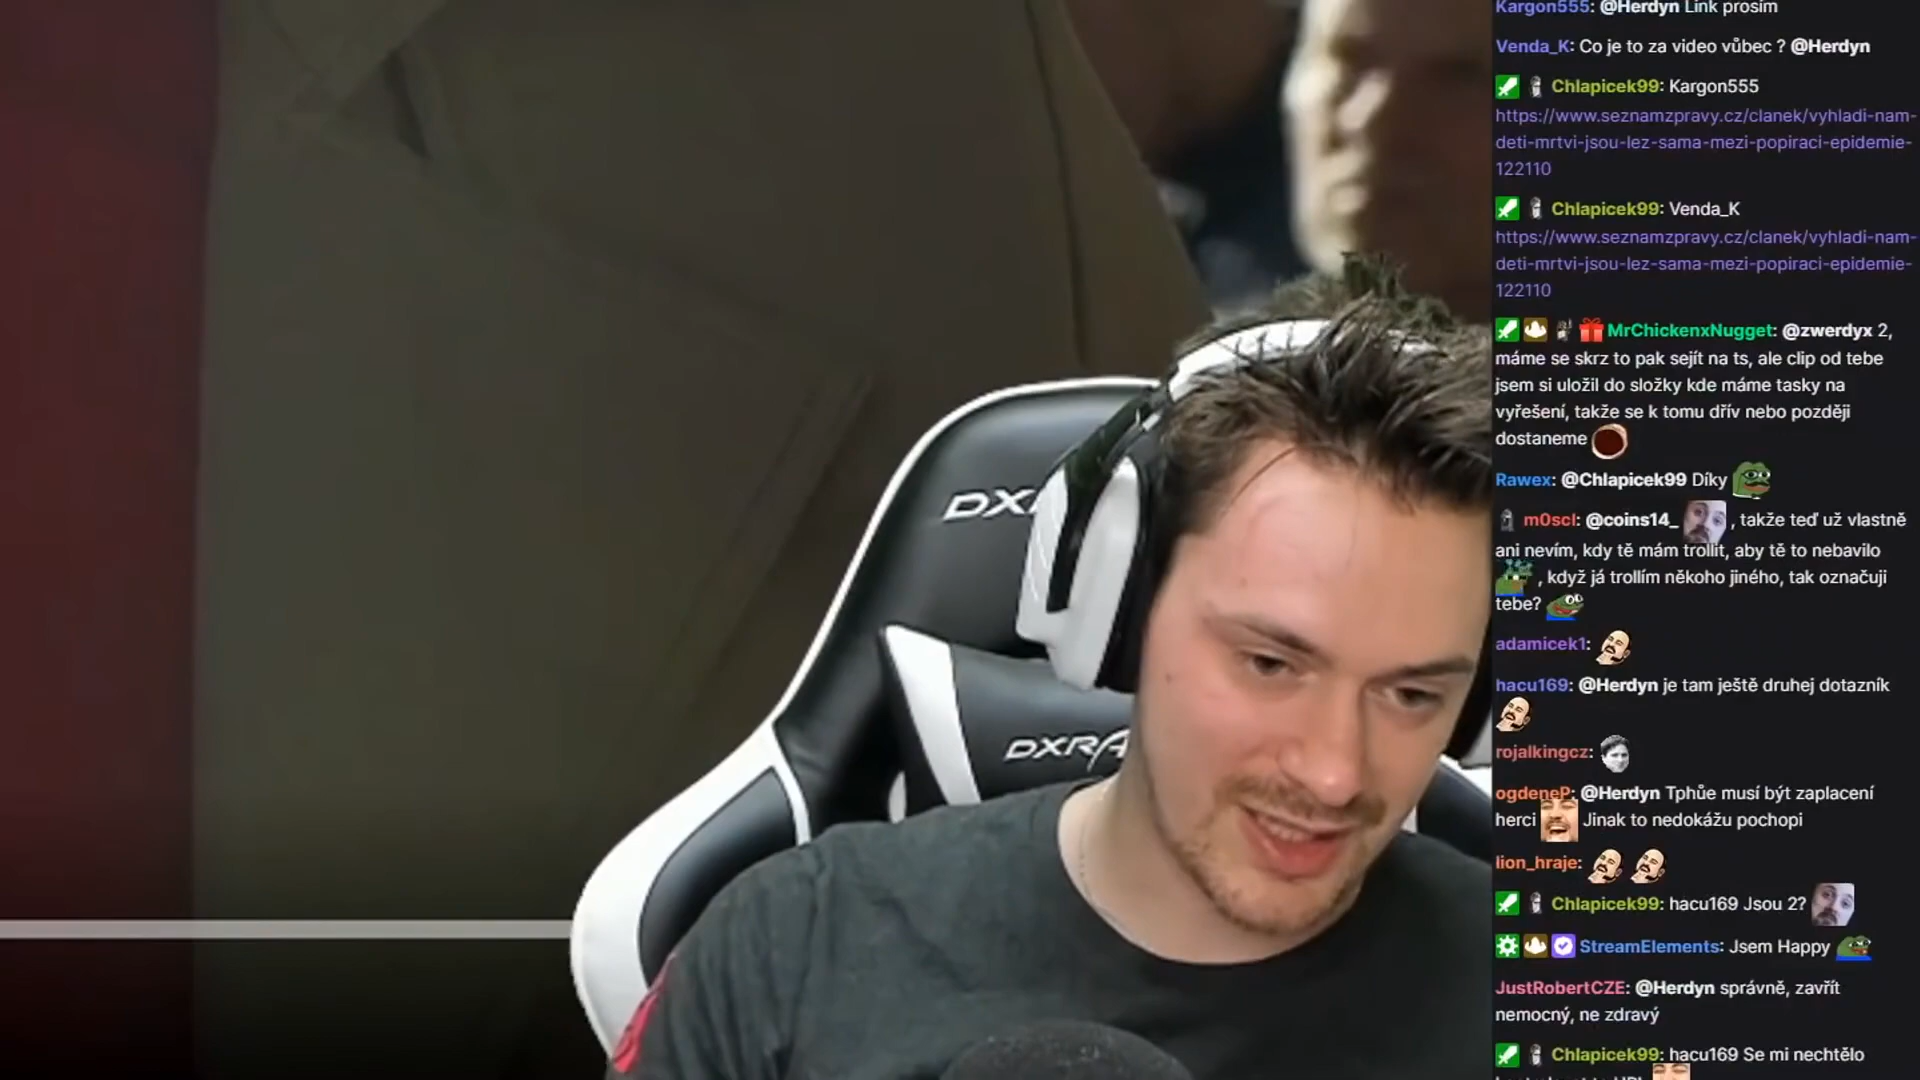 Kargon555: @Herdyn Link prosím
Venda_K: Co je to za video vůbec ? @Herdyn
Chlapicek99: Kargon555
https://www.seznamzpravy.cz/clanek/vyhladi-nam-
deti-mrtvi-jsou-lez-sama-mezi-popiraci-epidemie-
122110
Chlapicek99: Venda_K
https://www.seznamzpravy.cz/clanek/vyhladi-nam-
deti-mrtvi-jsou-lez-sama-mezi-popiraci-epidemie-
122110
MrChickenxNugget: @zwerdyx 2,
máme se skrz to pak sejít na ts, ale clip od tebe
jsem si uložil do složky kde máme tasky na
vyřešení, takže se k tomu dřív nebo později
dostaneme
Rawex: @Chlapicek99 Díky
m0scl: @coins14_ , takže teď už vlastně
ani nevím, kdy tě mám trollit, aby tě to nebavilo
, když já trollím někoho jiného, tak označuji
tebe?
adamicek1:
hacu169: @Herdyn je tam ještě druhej dotazník
rojalkingcz:
ogdeneP: @Herdyn Tphůe musí být zaplacení
herci Jinak to nedokážu pochopi
lion_hraje:
Chlapicek99: hacu169 Jsou 2?
StreamElements: Jsem Happy
JustRobertCZE: @Herdyn správně, zavřít
nemocný, ne zdravý
Chlapicek99: hacu169 Se mi nechtělo
DX
DXRA